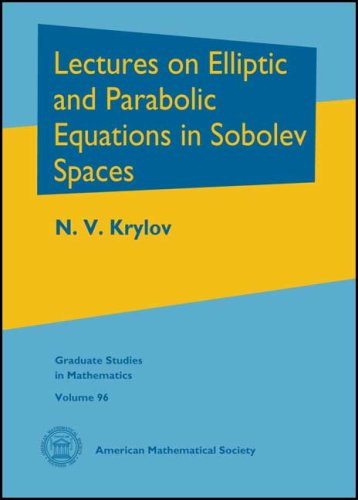 Lectures on Elliptic
and Parabolic
Equations in Sobolev
Spaces
N. V. Krylov
Graduate Studies
in Mathematics
Volume 96
American Mathematical Society